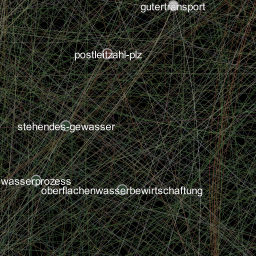 gutertransport
postleitzahl-plz
stehendes-gewasser
wasserprozess
oberflachenwasserbewirtschaftung